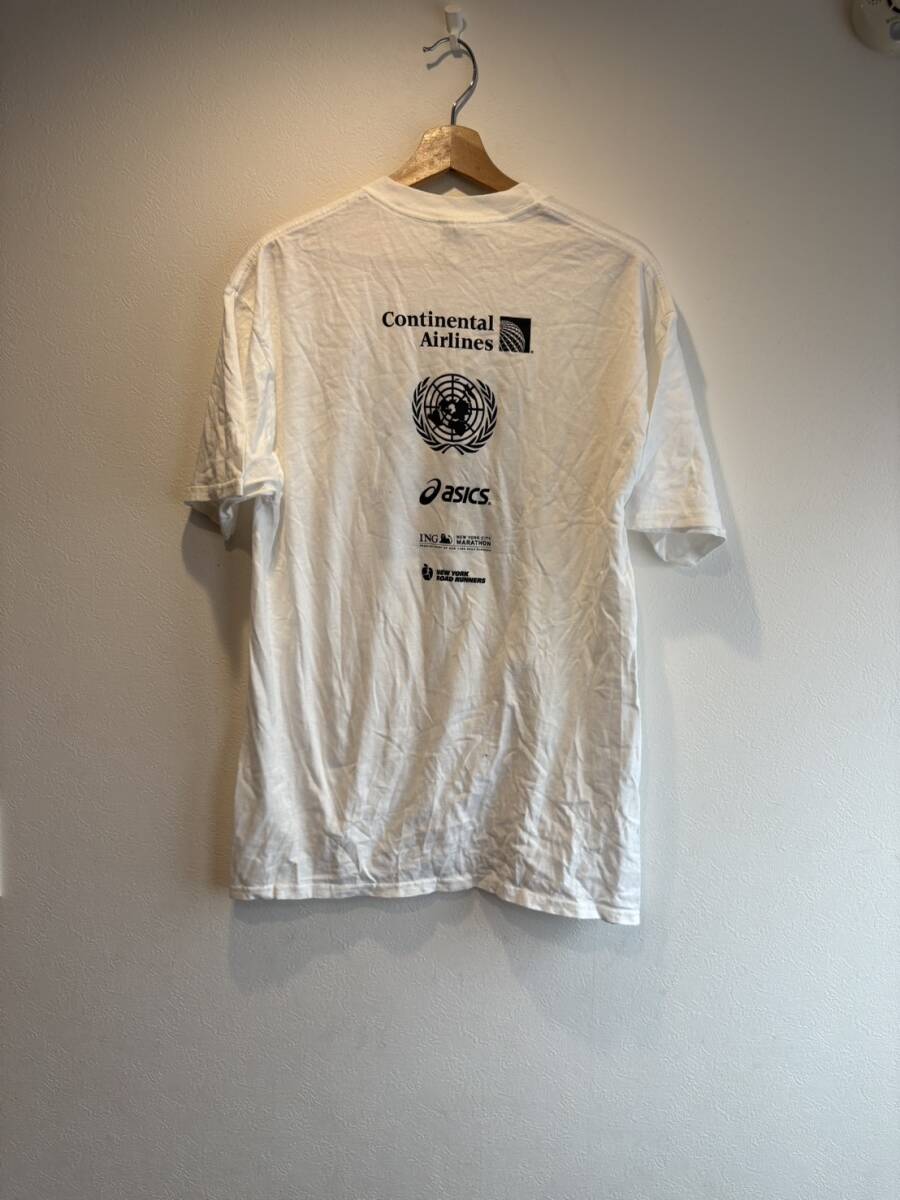 Continental
Airlines
asics
ING NEW YORK CITY
MARATHON
NEW YORK
ROAD RUNNERS